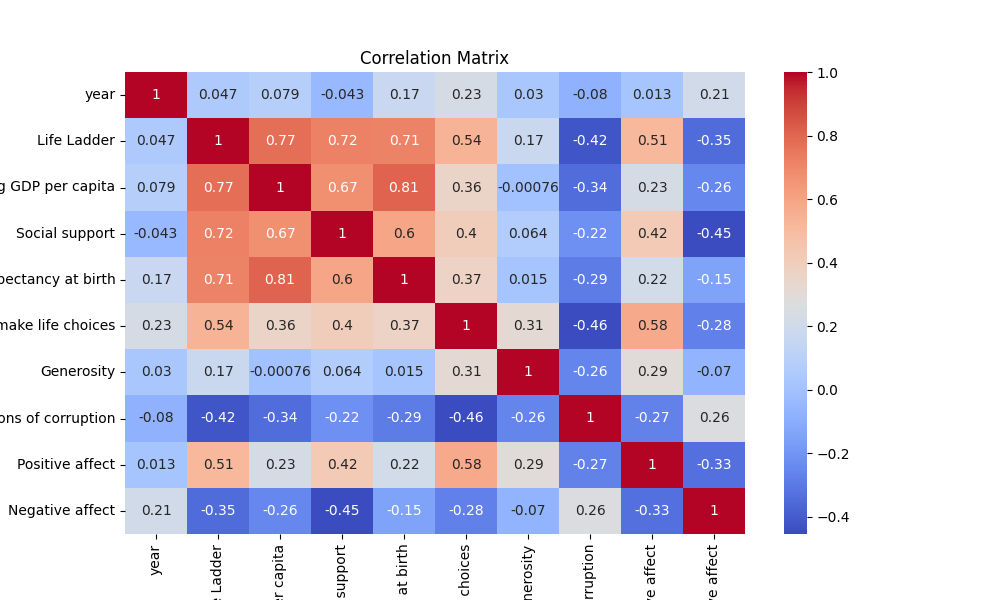 Correlation Matrix
year 1 0.047 0.079 -0.043 0.17 0.23 0.03 -0.08 0.013 0.21
Life Ladder 0.047 1 0.77 0.72 0.71 0.54 0.17 -0.42 0.51 -0.35
g GDP per capita 0.079 0.77 1 0.67 0.81 0.36 -0.00076 -0.34 0.23 -0.26
Social support -0.043 0.72 0.67 1 0.6 0.4 0.064 -0.22 0.42 -0.45
pectancy at birth 0.17 0.71 0.81 0.6 1 0.37 0.015 -0.29 0.22 -0.15
make life choices 0.23 0.54 0.36 0.4 0.37 1 0.31 -0.46 0.58 -0.28
Generosity 0.03 0.17 -0.00076 0.064 0.015 0.31 1 -0.26 0.29 -0.07
ons of corruption -0.08 -0.42 -0.34 -0.22 -0.29 -0.46 -0.26 1 -0.27 0.26
Positive affect 0.013 0.51 0.23 0.42 0.22 0.58 0.29 -0.27 1 -0.33
Negative affect 0.21 -0.35 -0.26 -0.45 -0.15 -0.28 -0.07 0.26 -0.33 1
year
e Ladder
er capita
support
at birth
choices
nerosity
rruption
ve affect
ve affect
1.0
0.8
0.6
0.4
0.2
0.0
−0.2
−0.4